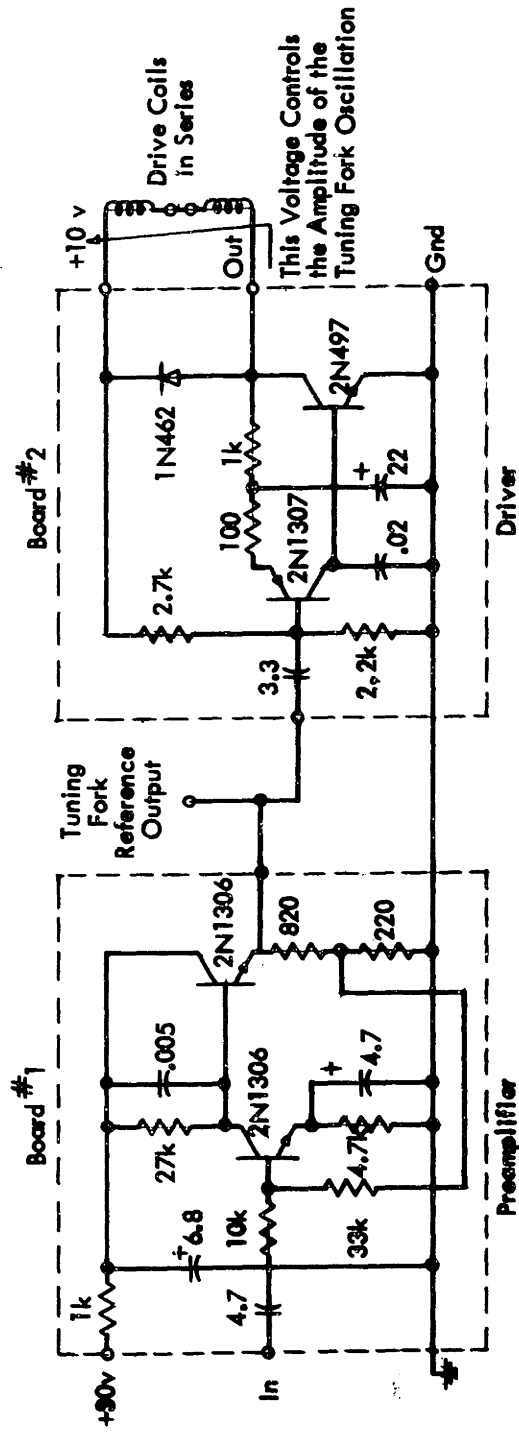 Board #1
+30v
1k
6.8
+
27k
.005
2N1306
2N1306
In
4.7
10k
33k
4.7k
+
4.7
820
220
Preamplifier
Tuning
Fork
Reference
Output
Board #2
3.3
2.7k
2,2k
2N1307
100
1k
1N462
2N497
.02
+
22
Driver
+10 v
Out
Gnd
Drive Coils
in Series
This Voltage Controls
the Amplitude of the
Tuning Fork Oscillation